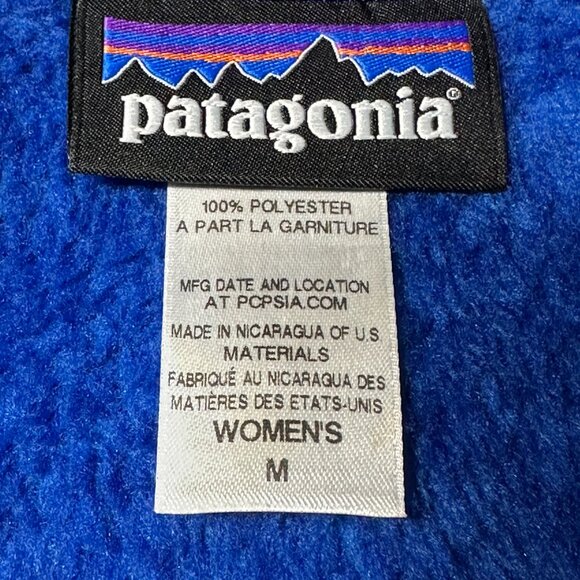 patagonia®
100% POLYESTER
A PART LA GARNITURE
MFG DATE AND LOCATION
AT PCPSIA.COM
MADE IN NICARAGUA OF U.S.
MATERIALS
FABRIQUÉ AU NICARAGUA DES
MATIÈRES DES ETATS-UNIS
WOMEN'S
M